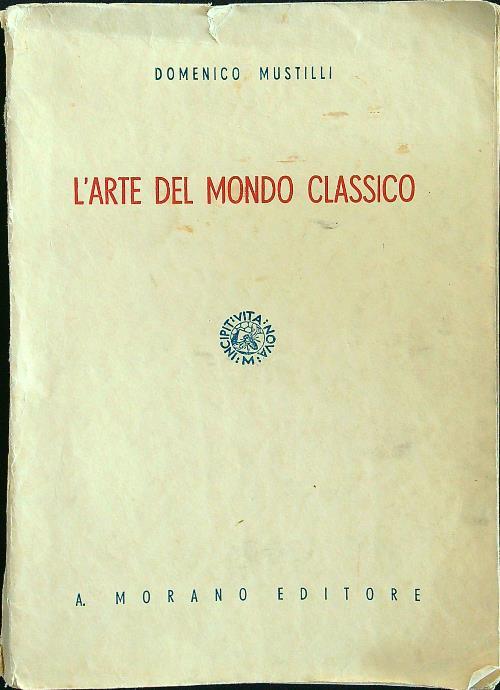 DOMENICO MUSTILLI
L'ARTE DEL MONDO CLASSICO
INCIPIT·VITA·NOVA·M
A. MORANO EDITORE